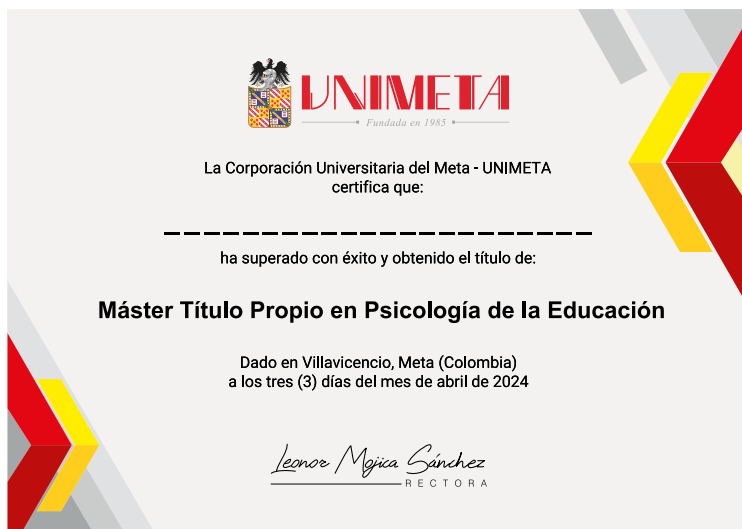 UNIMETA
Fundada en 1985
La Corporación Universitaria del Meta - UNIMETA
certifica que:
ha superado con éxito y obtenido el título de:
Máster Título Propio en Psicología de la Educación
Dado en Villavicencio, Meta (Colombia)
a los tres (3) días del mes de abril de 2024
Leonor Mojica Sánchez
RECTORA